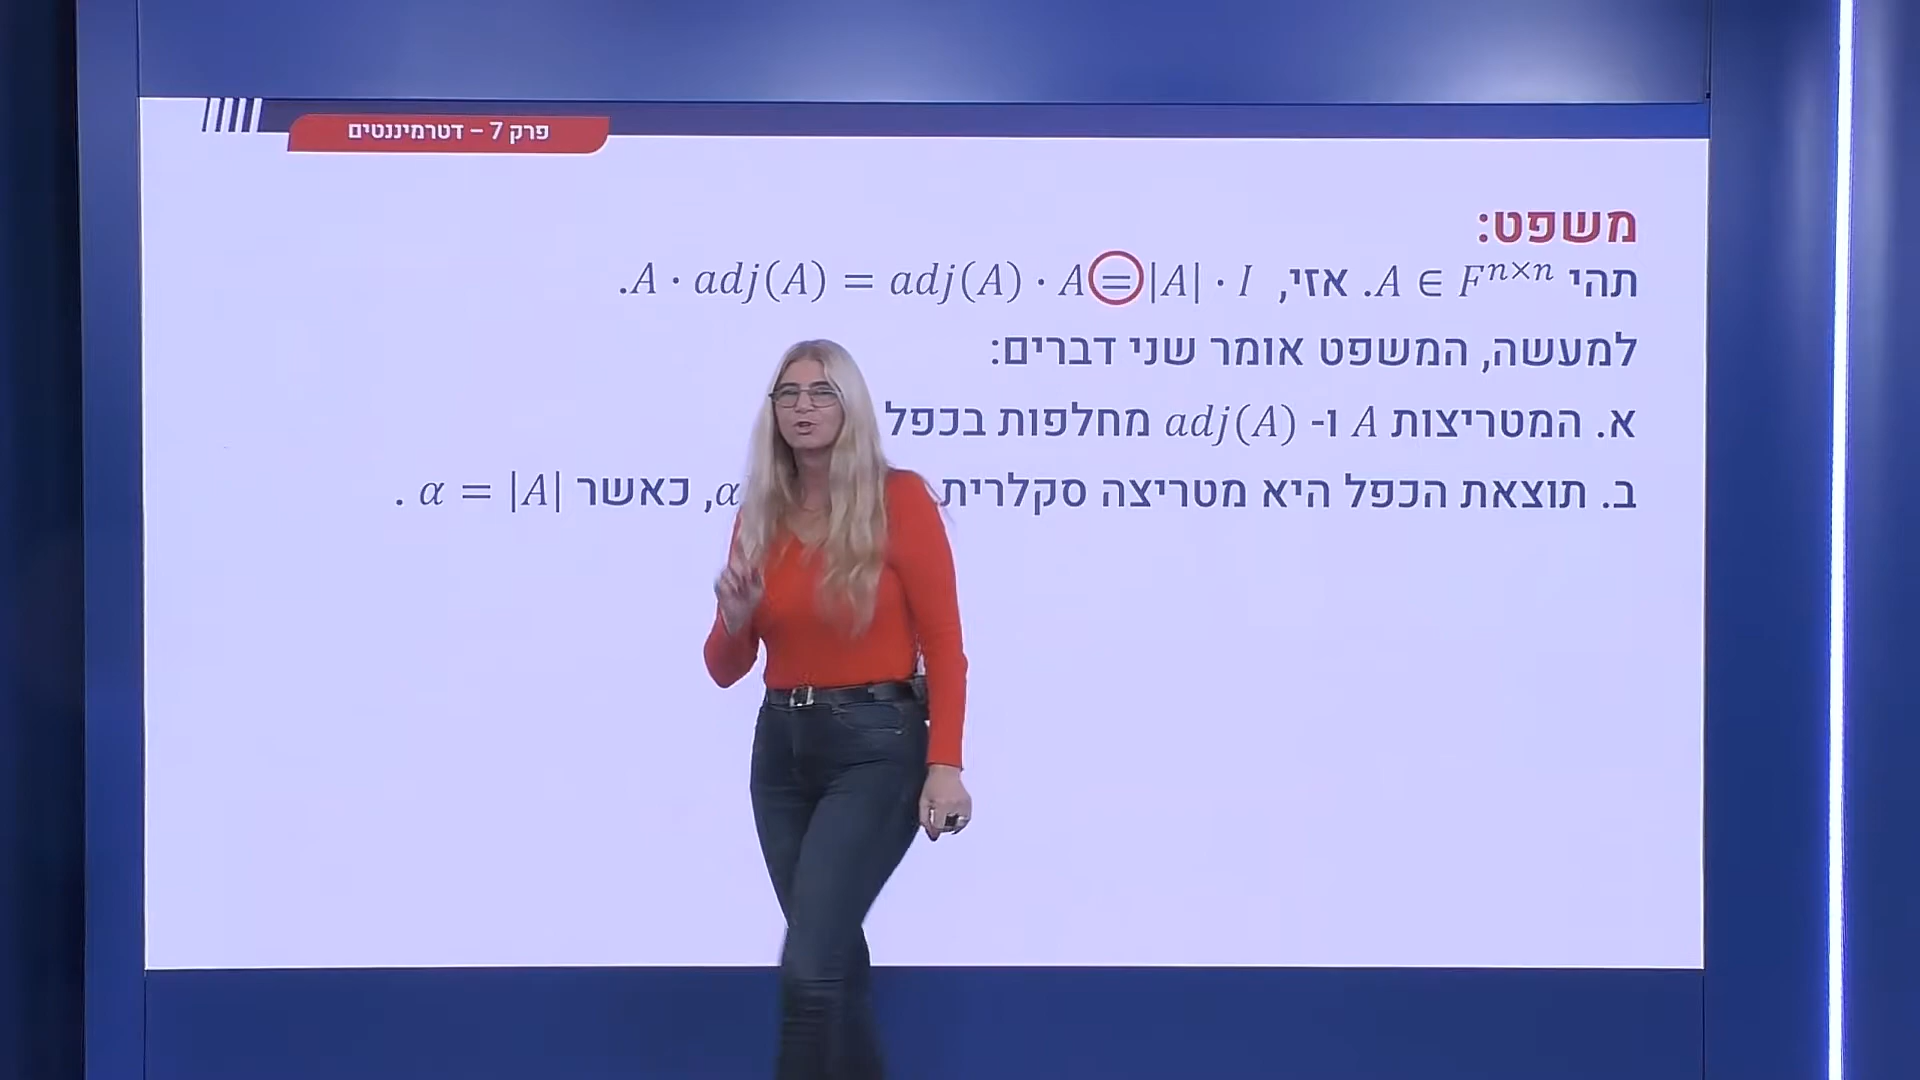 פרק 7 – דטרמיננטים
משפט:
תהי A ∈ F^{n×n}. אזי, A · adj(A) = adj(A) · A = |A| · I.
למעשה, המשפט אומר שני דברים:
א. המטריצות A ו- adj(A) מחלפות בכפל
ב. תוצאת הכפל היא מטריצה סקלרית α, כאשר α = |A| .